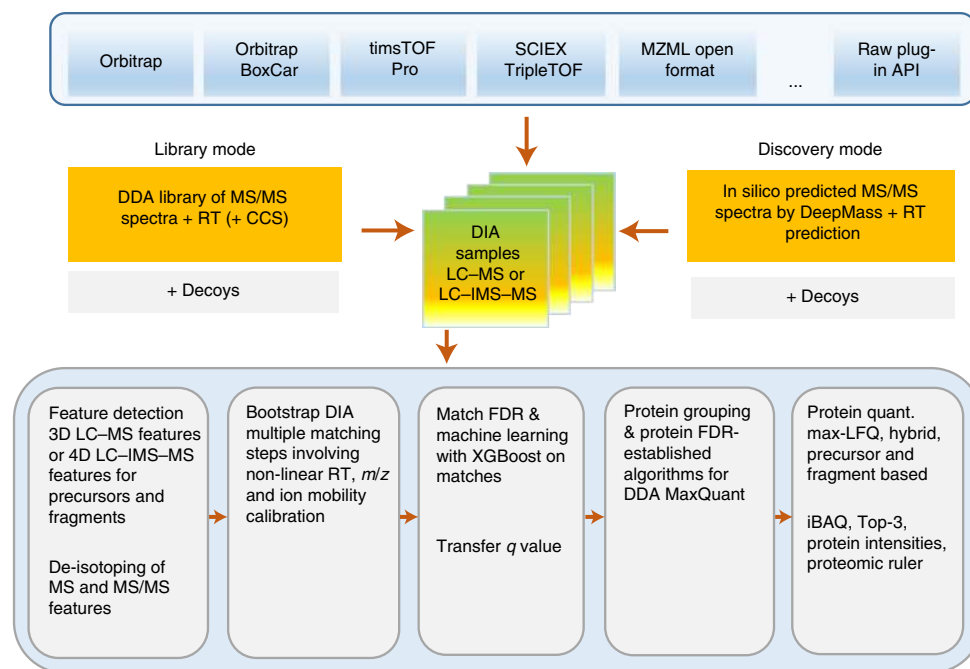 Orbitrap
Orbitrap
BoxCar
timsTOF
Pro
SCIEX
TripleTOF
MZML open
format
...
Raw plug-
in API
Library mode
DDA library of MS/MS
spectra + RT (+ CCS)
+ Decoys
DIA
samples
LC–MS or
LC–IMS–MS
Discovery mode
In silico predicted MS/MS
spectra by DeepMass + RT
prediction
+ Decoys
Feature detection
3D LC–MS features
or 4D LC–IMS–MS
features for
precursors and
fragments
De-isotoping of
MS and MS/MS
features
Bootstrap DIA
multiple matching
steps involving
non-linear RT, m/z
and ion mobility
calibration
Match FDR &
machine learning
with XGBoost on
matches
Transfer q value
Protein grouping
& protein FDR-
established
algorithms for
DDA MaxQuant
Protein quant.
max-LFQ, hybrid,
precursor and
fragment based
iBAQ, Top-3,
protein intensities,
proteomic ruler